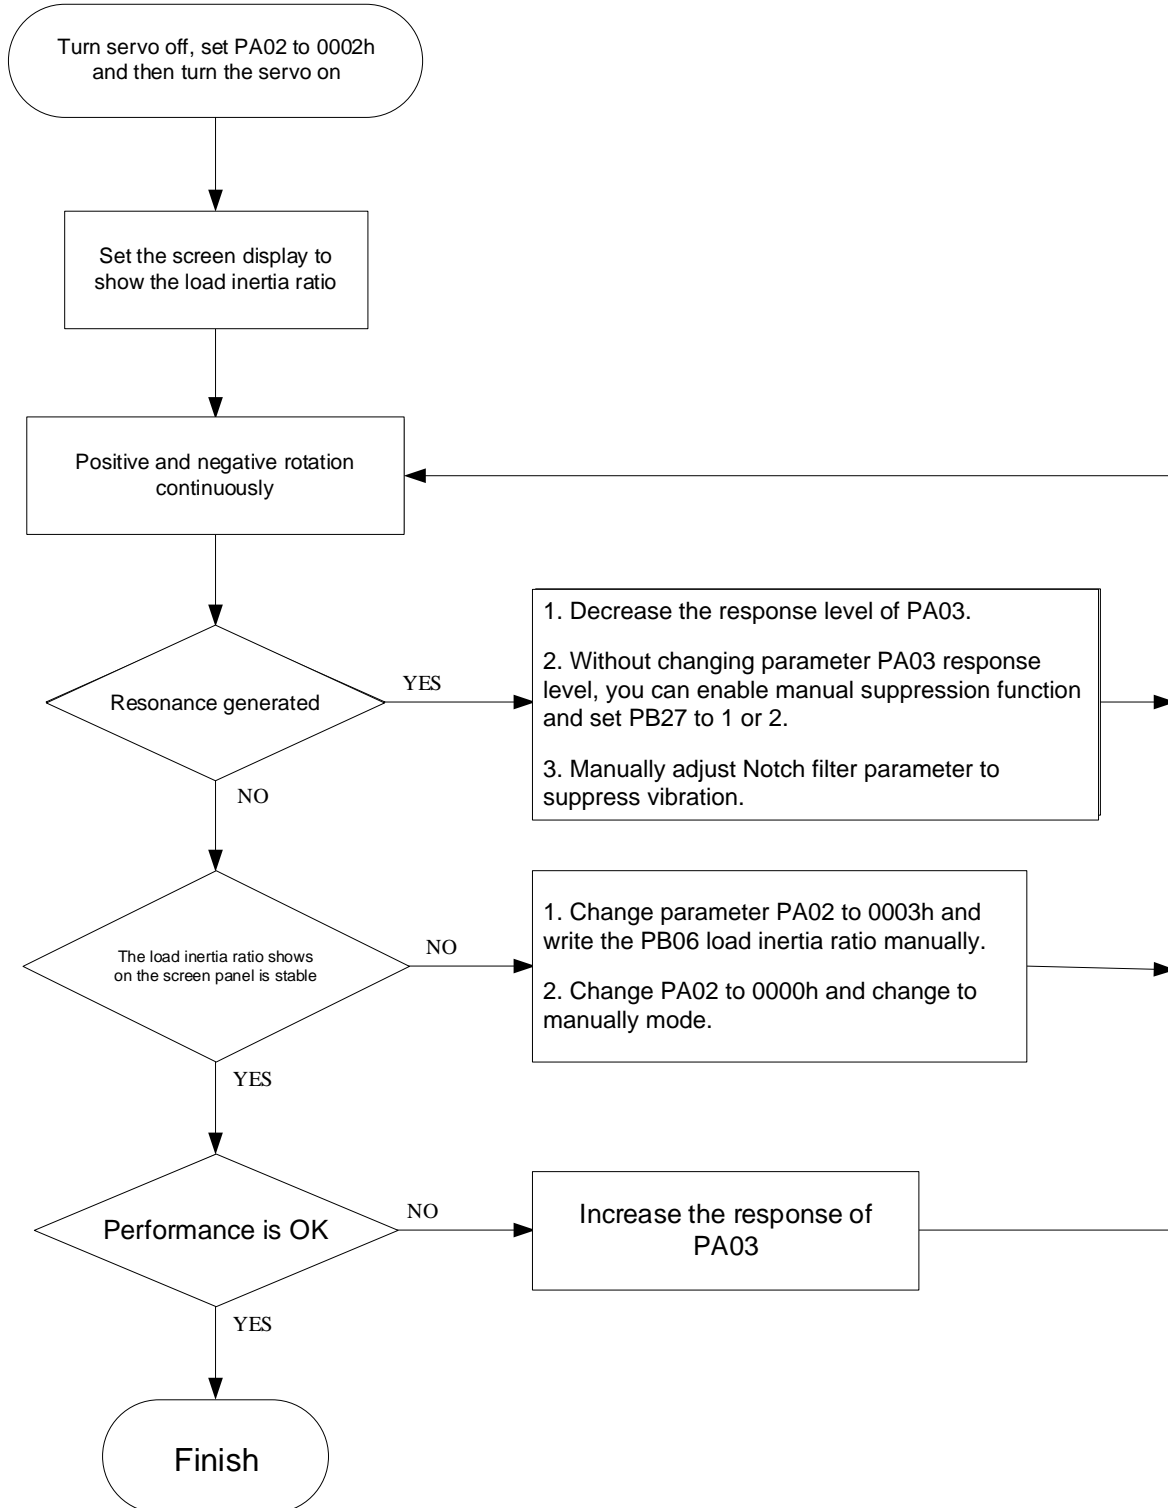 Turn servo off, set PA02 to 0002h
and then turn the servo on
Set the screen display to
show the load inertia ratio
Positive and negative rotation
continuously
Resonance generated
YES
1. Decrease the response level of PA03.
2. Without changing parameter PA03 response
level, you can enable manual suppression function
and set PB27 to 1 or 2.
3. Manually adjust Notch filter parameter to
suppress vibration.
NO
The load inertia ratio shows
on the screen panel is stable
NO
1. Change parameter PA02 to 0003h and
write the PB06 load inertia ratio manually.
2. Change PA02 to 0000h and change to
manually mode.
YES
Performance is OK
NO
Increase the response of
PA03
YES
Finish